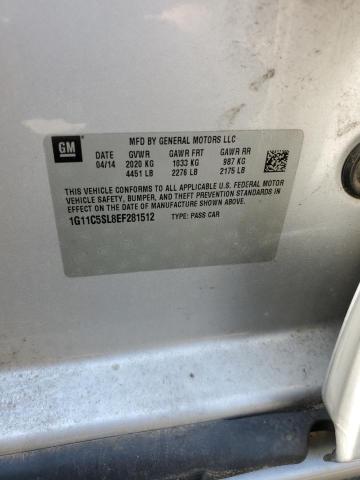 GM
MFD BY GENERAL MOTORS LLC
DATE GVWR GAWR FRT GAWR RR
04/14 2020 KG 1033 KG 987 KG
4451 LB 2276 LB 2175 LB
THIS VEHICLE CONFORMS TO ALL APPLICABLE U.S. FEDERAL MOTOR
VEHICLE SAFETY, BUMPER, AND THEFT PREVENTION STANDARDS IN
EFFECT ON THE DATE OF MANUFACTURE SHOWN ABOVE.
1G11C5SL8EF281512 TYPE: PASS CAR